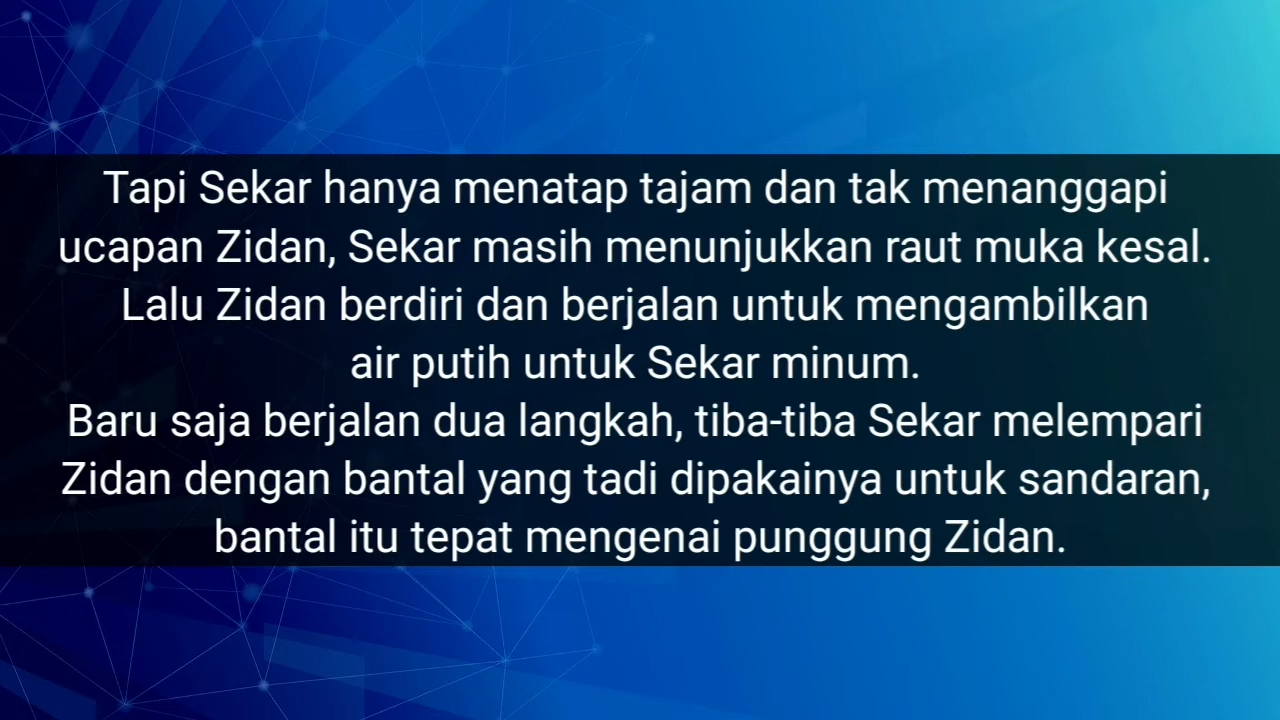 Tapi Sekar hanya menatap tajam dan tak menanggapi
ucapan Zidan, Sekar masih menunjukkan raut muka kesal.
Lalu Zidan berdiri dan berjalan untuk mengambilkan
air putih untuk Sekar minum.
Baru saja berjalan dua langkah, tiba-tiba Sekar melempari
Zidan dengan bantal yang tadi dipakainya untuk sandaran,
bantal itu tepat mengenai punggung Zidan.